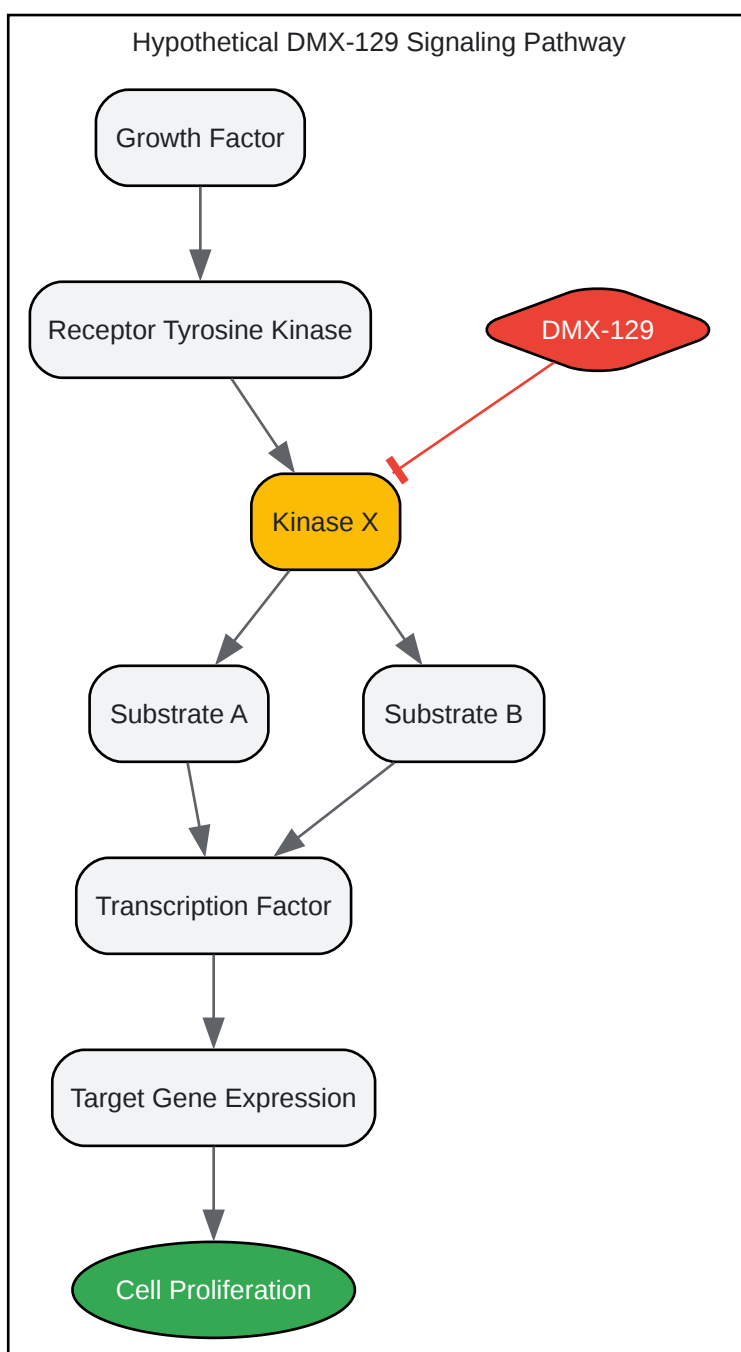 Hypothetical DMX-129 Signaling Pathway
Growth Factor
Receptor Tyrosine Kinase
DMX-129
Kinase X
Substrate A
Substrate B
Transcription Factor
Target Gene Expression
Cell Proliferation